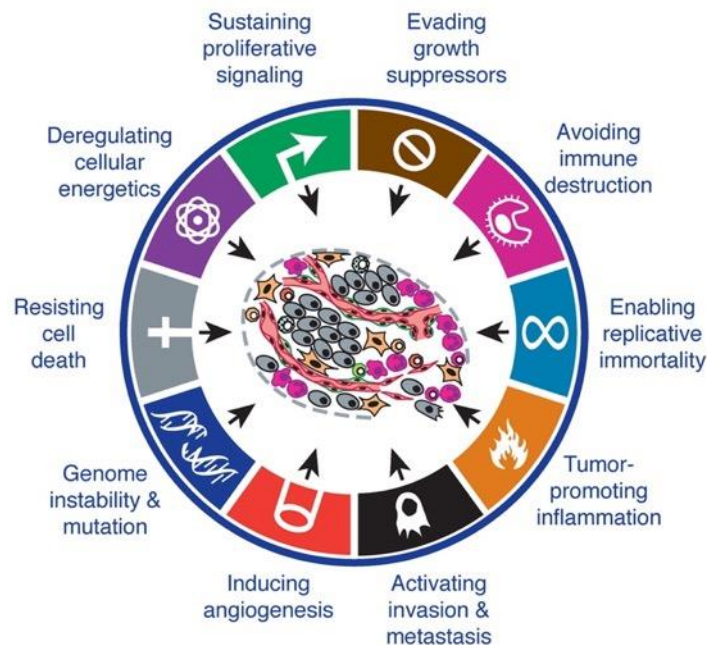 Sustaining
proliferative
signaling
Evading
growth
suppressors
Avoiding
immune
destruction
Enabling
replicative
immortality
Tumor-
promoting
inflammation
Activating
invasion &
metastasis
Inducing
angiogenesis
Genome
instability &
mutation
Resisting
cell
death
Deregulating
cellular
energetics